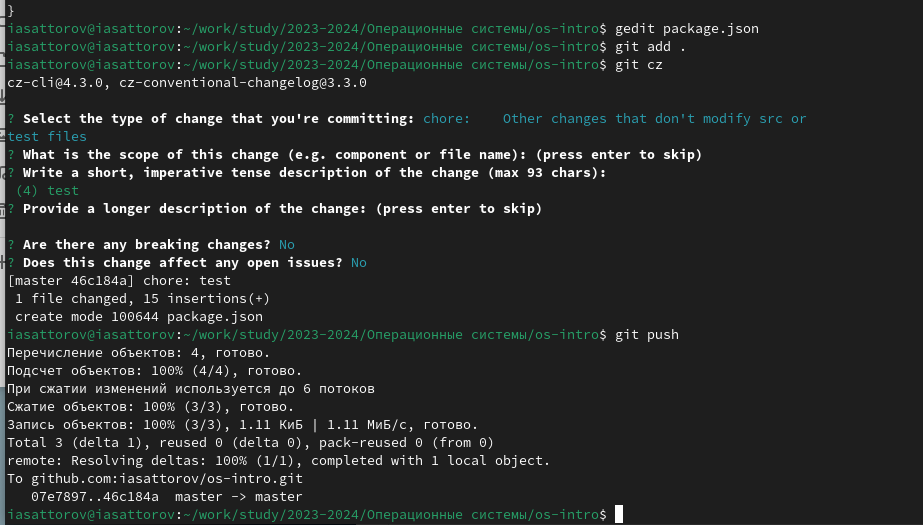 }
iasattorov@iasattorov:~/work/study/2023-2024/Операционные системы/os-intro$ gedit package.json
iasattorov@iasattorov:~/work/study/2023-2024/Операционные системы/os-intro$ git add .
iasattorov@iasattorov:~/work/study/2023-2024/Операционные системы/os-intro$ git cz
cz-cli@4.3.0, cz-conventional-changelog@3.3.0
? Select the type of change that you're committing: chore:    Other changes that don't modify src or
test files
? What is the scope of this change (e.g. component or file name): (press enter to skip)
? Write a short, imperative tense description of the change (max 93 chars):
 (4) test
? Provide a longer description of the change: (press enter to skip)
? Are there any breaking changes? No
? Does this change affect any open issues? No
[master 46c184a] chore: test
 1 file changed, 15 insertions(+)
 create mode 100644 package.json
iasattorov@iasattorov:~/work/study/2023-2024/Операционные системы/os-intro$ git push
Перечисление объектов: 4, готово.
Подсчет объектов: 100% (4/4), готово.
При сжатии изменений используется до 6 потоков
Сжатие объектов: 100% (3/3), готово.
Запись объектов: 100% (3/3), 1.11 КиБ | 1.11 МиБ/с, готово.
Total 3 (delta 1), reused 0 (delta 0), pack-reused 0 (from 0)
remote: Resolving deltas: 100% (1/1), completed with 1 local object.
To github.com:iasattorov/os-intro.git
   07e7897..46c184a  master -> master
iasattorov@iasattorov:~/work/study/2023-2024/Операционные системы/os-intro$